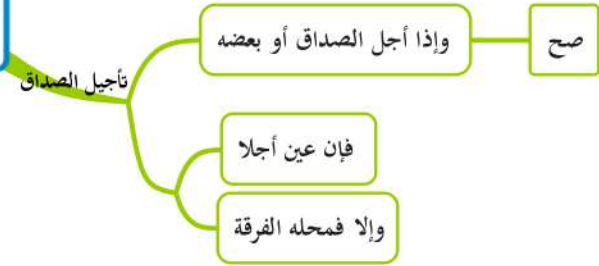 تأجيل الصداق
وإذا أجل الصداق أو بعضه
صح
فإن عين أجلا
وإلا فمحله الفرقة